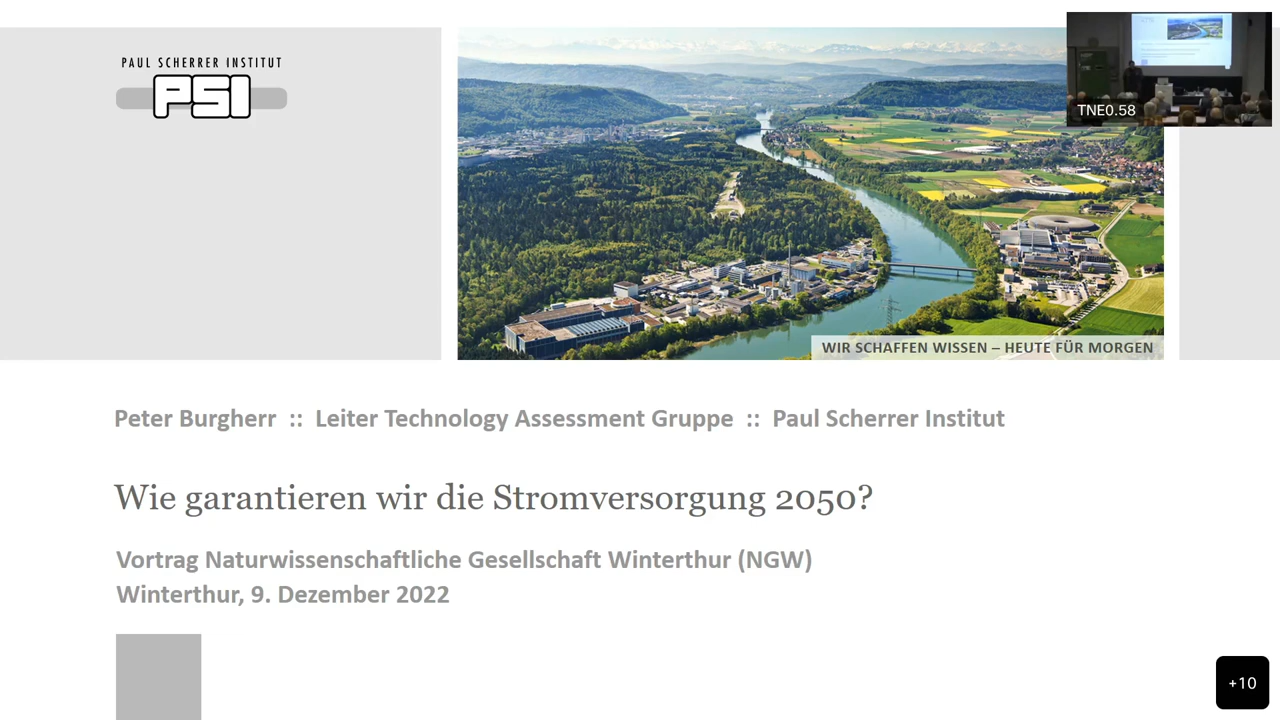 PAUL SCHERRER INSTITUT
PSI
TNE0.58
WIR SCHAFFEN WISSEN – HEUTE FÜR MORGEN
Peter Burgherr :: Leiter Technology Assessment Gruppe :: Paul Scherrer Institut
Wie garantieren wir die Stromversorgung 2050?
Vortrag Naturwissenschaftliche Gesellschaft Winterthur (NGW)
Winterthur, 9. Dezember 2022
+10